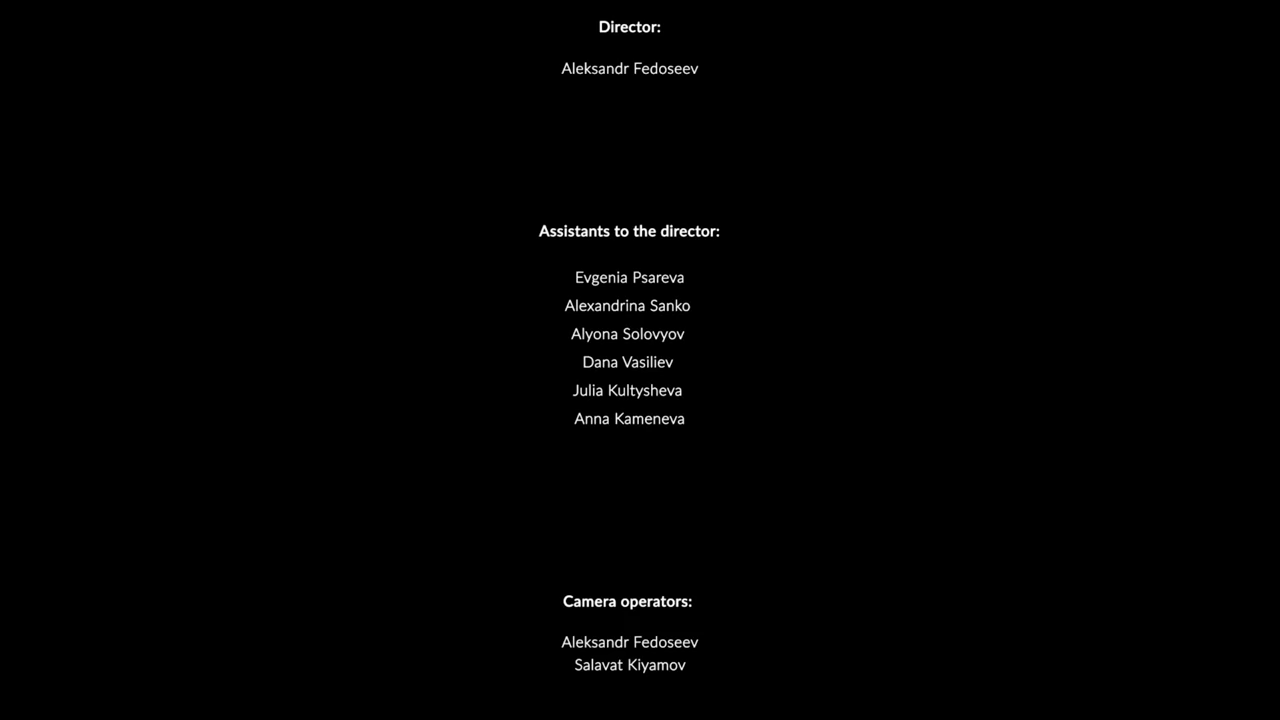 Director:
Aleksandr Fedoseev
Assistants to the director:
Evgenia Psareva
Alexandrina Sanko
Alyona Solovyov
Dana Vasiliev
Julia Kultysheva
Anna Kameneva
Camera operators:
Aleksandr Fedoseev
Salavat Kiyamov